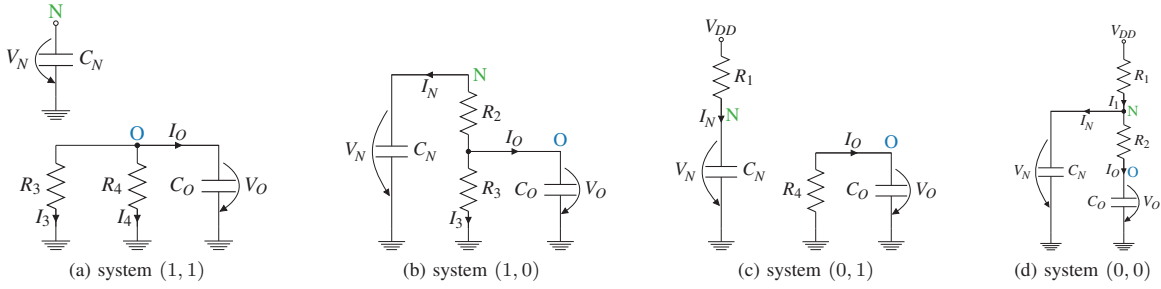 N
V_N
C_N
O
I_O
R_3
R_4
C_O
V_O
I_3
I_4
(a) system (1, 1)
N
I_N
R_2
V_N
C_N
I_O
O
R_3
C_O
V_O
I_3
(b) system (1, 0)
V_DD
R_1
I_N
N
V_N
C_N
I_O
O
R_4
C_O
V_O
(c) system (0, 1)
V_DD
R_1
I_1
I_N
N
R_2
V_N
C_N
I_O
O
C_O
V_O
(d) system (0, 0)